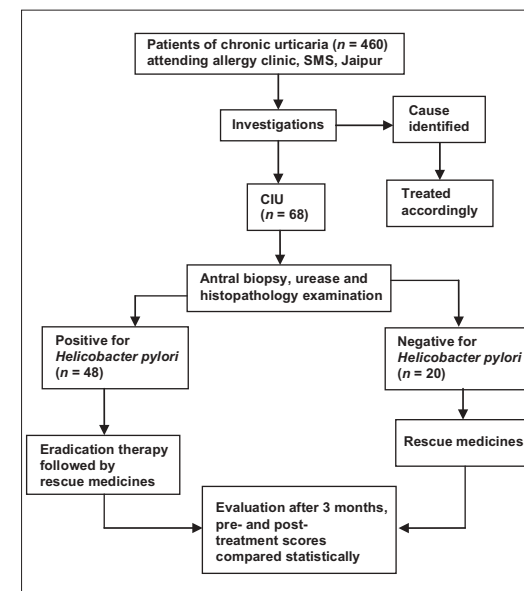 Patients of chronic urticaria (n = 460)
attending allergy clinic, SMS, Jaipur
Investigations
Cause
identified
Treated
accordingly
CIU
(n = 68)
Antral biopsy, urease and
histopathology examination
Positive for
Helicobacter pylori
(n = 48)
Negative for
Helicobacter pylori
(n = 20)
Eradication therapy
followed by
rescue medicines
Rescue medicines
Evaluation after 3 months,
pre- and post-
treatment scores
compared statistically